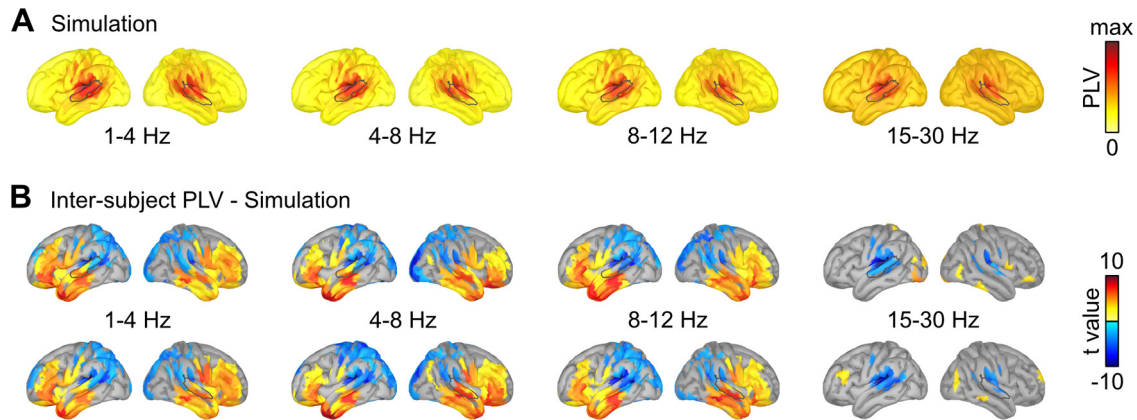 A Simulation
max
PLV
0
1-4 Hz
4-8 Hz
8-12 Hz
15-30 Hz
B Inter-subject PLV - Simulation
10
t value
-10
1-4 Hz
4-8 Hz
8-12 Hz
15-30 Hz